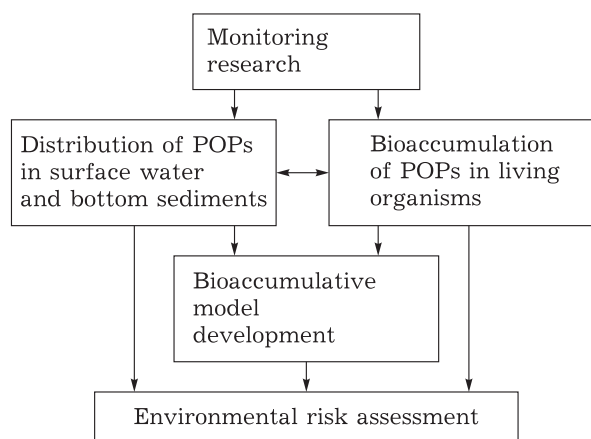 Monitoring
research
Distribution of POPs
in surface water
and bottom sediments
Bioaccumulation
of POPs in living
organisms
Bioaccumulative
model
development
Environmental risk assessment